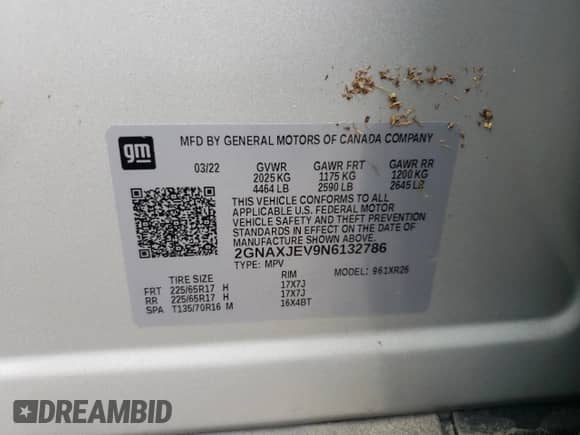 gm
MFD BY GENERAL MOTORS OF CANADA COMPANY
03/22 GVWR GAWR FRT GAWR RR
2025 KG 1175 KG 1200 KG
4464 LB 2590 LB 2645 LB
THIS VEHICLE CONFORMS TO ALL
APPLICABLE U.S. FEDERAL MOTOR
VEHICLE SAFETY AND THEFT PREVENTION
STANDARDS IN EFFECT ON THE DATE OF
MANUFACTURE SHOWN ABOVE.
2GNAXJEV9N6132786
TYPE: MPV MODEL: 961XR26
TIRE SIZE RIM
FRT 225/65R17 H 17X7J
RR 225/65R17 H 17X7J
SPA T135/70R16 M 16X4BT
DREAMBID